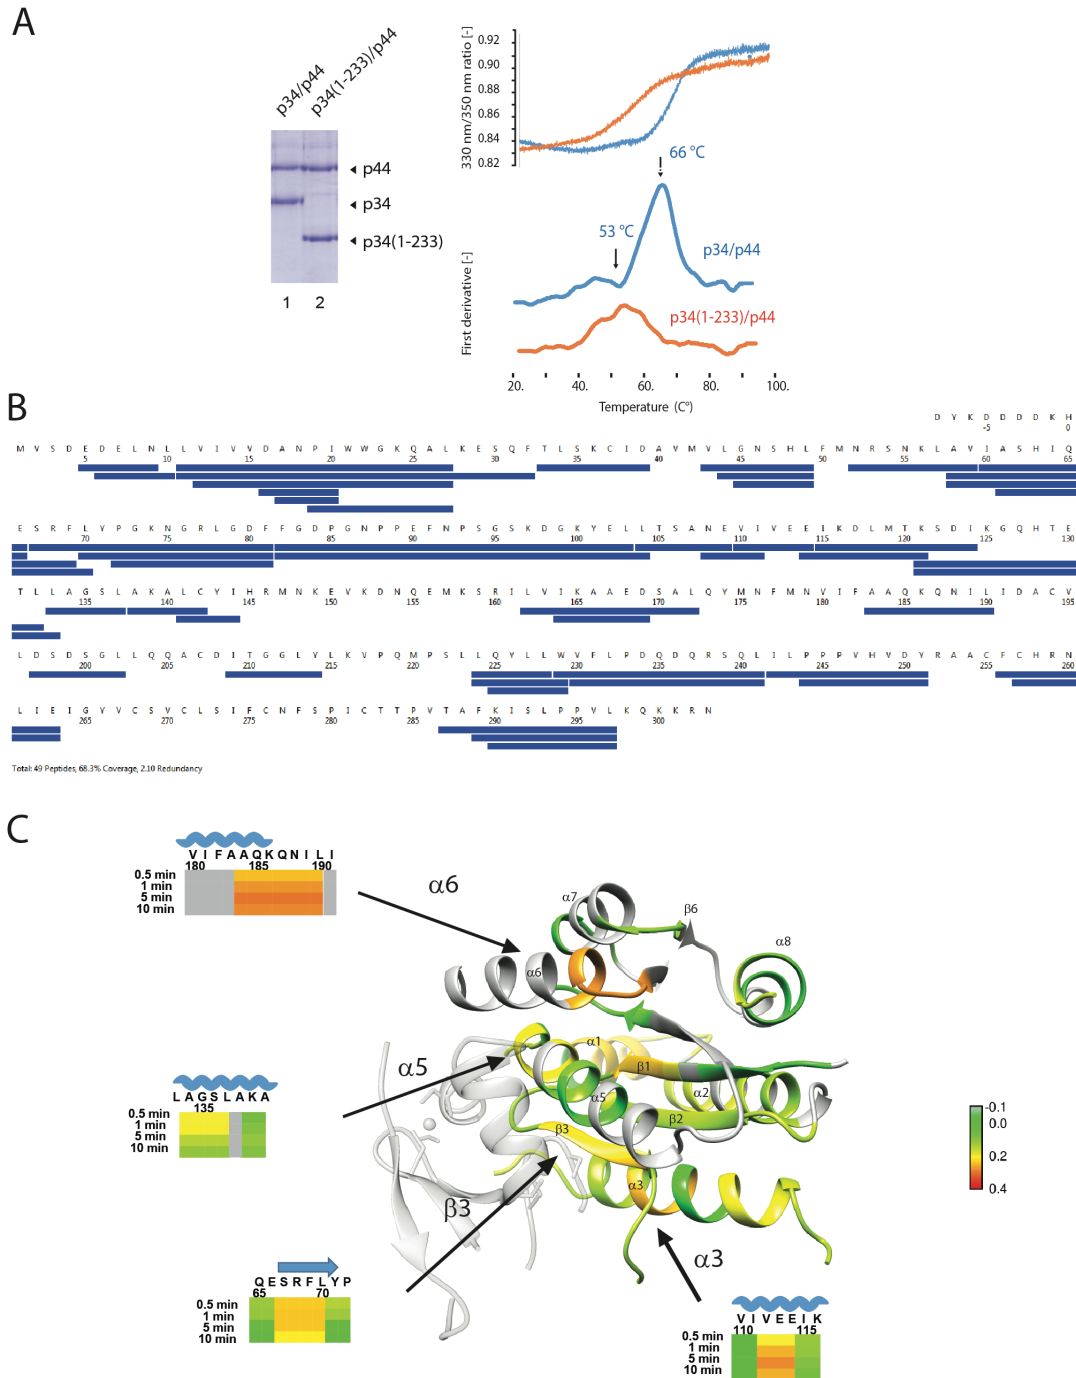 A
p34/p44
p34(1-233)/p44
p44
p34
p34(1-233)
1 2
330 nm/350 nm ratio [-]
0.92
0.90
0.88
0.86
0.84
0.82
66 °C
53 °C
p34/p44
p34(1-233)/p44
First derivative [-]
20. 40. 60. 80. 100.
Temperature (C°)
B
D Y K D D D D K H
-5 0
M V S D E D E L N L L V I V V D A N P I W W G K Q A L K E S Q F T L S K C I D A V M V L G N S H L F M N R S N K L A V I A S H I Q
5 10 15 20 25 30 35 40 45 50 55 60 65
E S R F L Y P G K N G R L G D F F G D P G N P P E F N P S G S K D G K Y E L L T S A N E V I V E E I K D L M T K S D I K G Q H T E
70 75 80 85 90 95 100 105 110 115 120 125 130
T L L A G S L A K A L C Y I H R M N K E V K D N Q E M K S R I L V I K A A E D S A L Q Y M N F M N V I F A A Q K Q N I L I D A C V
135 140 145 150 155 160 165 170 175 180 185 190 195
L D S D S G L L Q Q A C D I T G G L Y L K V P Q M P S L L Q Y L L W V F L P D Q D Q R S Q L I L P P P V H V D Y R A A C F C H R N
200 205 210 215 220 225 230 235 240 245 250 255 260
L I E I G Y V C S V C L S I F C N F S P I C T T P V T A F K I S L P P V L K Q K K R N
265 270 275 280 285 290 295 300
Total: 49 Peptides, 68.3% Coverage, 2.10 Redundancy
C
V I F A A Q K Q N I L I
180 185 190
0.5 min
1 min
5 min
10 min
α6
α7
β6
α8
α6
α5
α1
β1
α2
α5
β2
β3
α3
L A G S L A K A
135
0.5 min
1 min
5 min
10 min
-0.1
0.0
0.2
0.4
β3
α3
Q E S R F L Y P
65 70
0.5 min
1 min
5 min
10 min
V I V E E I K
110 115
0.5 min
1 min
5 min
10 min